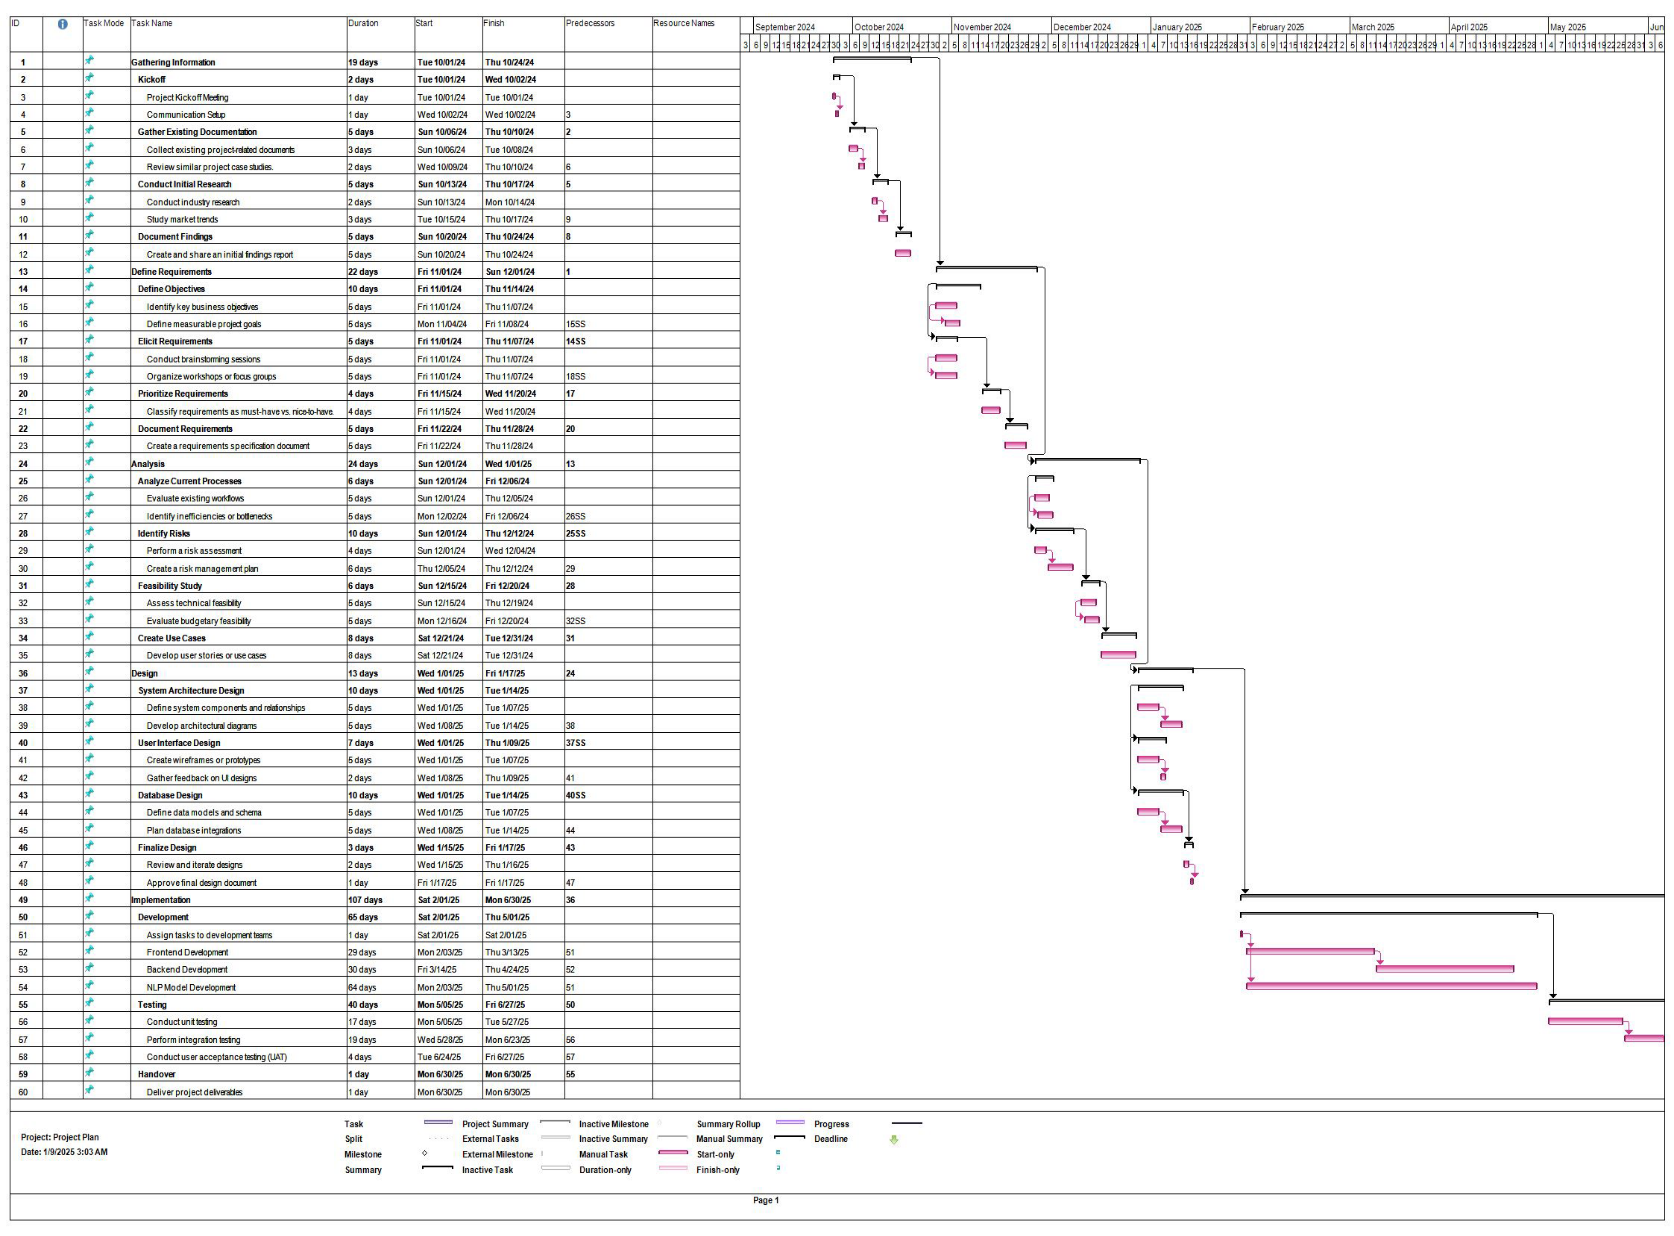 ID Task Mode Task Name Duration Start Finish Predecessors Resource Names
September 2024 October 2024 November 2024 December 2024 January 2025 February 2025 March 2025 April 2025 May 2025 Jun
1 Gathering Information 19 days Tue 10/01/24 Thu 10/24/24
2 Kickoff 2 days Tue 10/01/24 Wed 10/02/24
3 Project Kickoff Meeting 1 day Tue 10/01/24 Tue 10/01/24
4 Communication Setup 1 day Wed 10/02/24 Wed 10/02/24 3
5 Gather Existing Documentation 5 days Sun 10/06/24 Thu 10/10/24 2
6 Collect existing project-related documents 3 days Sun 10/06/24 Tue 10/08/24
7 Review similar project case studies. 2 days Wed 10/09/24 Thu 10/10/24 6
8 Conduct Initial Research 5 days Sun 10/13/24 Thu 10/17/24 5
9 Conduct industry research 2 days Sun 10/13/24 Mon 10/14/24
10 Study market trends 3 days Tue 10/15/24 Thu 10/17/24 9
11 Document Findings 5 days Sun 10/20/24 Thu 10/24/24 8
12 Create and share an initial findings report 5 days Sun 10/20/24 Thu 10/24/24
13 Define Requirements 22 days Fri 11/01/24 Sun 12/01/24 1
14 Define Objectives 10 days Fri 11/01/24 Thu 11/14/24
15 Identify key business objectives 5 days Fri 11/01/24 Thu 11/07/24
16 Define measurable project goals 5 days Mon 11/04/24 Fri 11/08/24 15SS
17 Elicit Requirements 5 days Fri 11/01/24 Thu 11/07/24 14SS
18 Conduct brainstorming sessions 5 days Fri 11/01/24 Thu 11/07/24
19 Organize workshops or focus groups 5 days Fri 11/01/24 Thu 11/07/24 18SS
20 Prioritize Requirements 4 days Fri 11/15/24 Wed 11/20/24 17
21 Classify requirements as must-have vs. nice-to-have. 4 days Fri 11/15/24 Wed 11/20/24
22 Document Requirements 5 days Fri 11/22/24 Thu 11/28/24 20
23 Create a requirements specification document 5 days Fri 11/22/24 Thu 11/28/24
24 Analysis 24 days Sun 12/01/24 Wed 1/01/25 13
25 Analyze Current Processes 6 days Sun 12/01/24 Fri 12/06/24
26 Evaluate existing workflows 5 days Sun 12/01/24 Thu 12/05/24
27 Identify inefficiencies or bottlenecks 5 days Mon 12/02/24 Fri 12/06/24 26SS
28 Identify Risks 10 days Sun 12/01/24 Thu 12/12/24 25SS
29 Perform a risk assessment 4 days Sun 12/01/24 Wed 12/04/24
30 Create a risk management plan 6 days Thu 12/05/24 Thu 12/12/24 29
31 Feasibility Study 6 days Sun 12/15/24 Fri 12/20/24 28
32 Assess technical feasibility 5 days Sun 12/15/24 Thu 12/19/24
33 Evaluate budgetary feasibility 5 days Mon 12/16/24 Fri 12/20/24 32SS
34 Create Use Cases 8 days Sat 12/21/24 Tue 12/31/24 31
35 Develop user stories or use cases 8 days Sat 12/21/24 Tue 12/31/24
36 Design 13 days Wed 1/01/25 Fri 1/17/25 24
37 System Architecture Design 10 days Wed 1/01/25 Tue 1/14/25
38 Define system components and relationships 5 days Wed 1/01/25 Tue 1/07/25
39 Develop architectural diagrams 5 days Wed 1/08/25 Tue 1/14/25 38
40 User Interface Design 7 days Wed 1/01/25 Thu 1/09/25 37SS
41 Create wireframes or prototypes 5 days Wed 1/01/25 Tue 1/07/25
42 Gather feedback on UI designs 2 days Wed 1/08/25 Thu 1/09/25 41
43 Database Design 10 days Wed 1/01/25 Tue 1/14/25 40SS
44 Define data models and schema 5 days Wed 1/01/25 Tue 1/07/25
45 Plan database integrations 5 days Wed 1/08/25 Tue 1/14/25 44
46 Finalize Design 3 days Wed 1/15/25 Fri 1/17/25 43
47 Review and iterate designs 2 days Wed 1/15/25 Thu 1/16/25
48 Approve final design document 1 day Fri 1/17/25 Fri 1/17/25 47
49 Implementation 107 days Sat 2/01/25 Mon 6/30/25 36
50 Development 65 days Sat 2/01/25 Thu 5/01/25
51 Assign tasks to development teams 1 day Sat 2/01/25 Sat 2/01/25
52 Frontend Development 29 days Mon 2/03/25 Thu 3/13/25 51
53 Backend Development 30 days Fri 3/14/25 Thu 4/24/25 52
54 NLP Model Development 64 days Mon 2/03/25 Thu 5/01/25 51
55 Testing 40 days Mon 5/05/25 Fri 6/27/25 50
56 Conduct unit testing 17 days Mon 5/05/25 Tue 5/27/25
57 Perform integration testing 19 days Wed 5/28/25 Mon 6/23/25 56
58 Conduct user acceptance testing (UAT) 4 days Tue 6/24/25 Fri 6/27/25 57
59 Handover 1 day Mon 6/30/25 Mon 6/30/25 55
60 Deliver project deliverables 1 day Mon 6/30/25 Mon 6/30/25
Project: Project Plan
Date: 1/9/2025 3:03 AM
Task Project Summary Inactive Milestone Summary Rollup Progress
Split External Tasks Inactive Summary Manual Summary Deadline
Milestone External Milestone Manual Task Start-only
Summary Inactive Task Duration-only Finish-only
Page 1